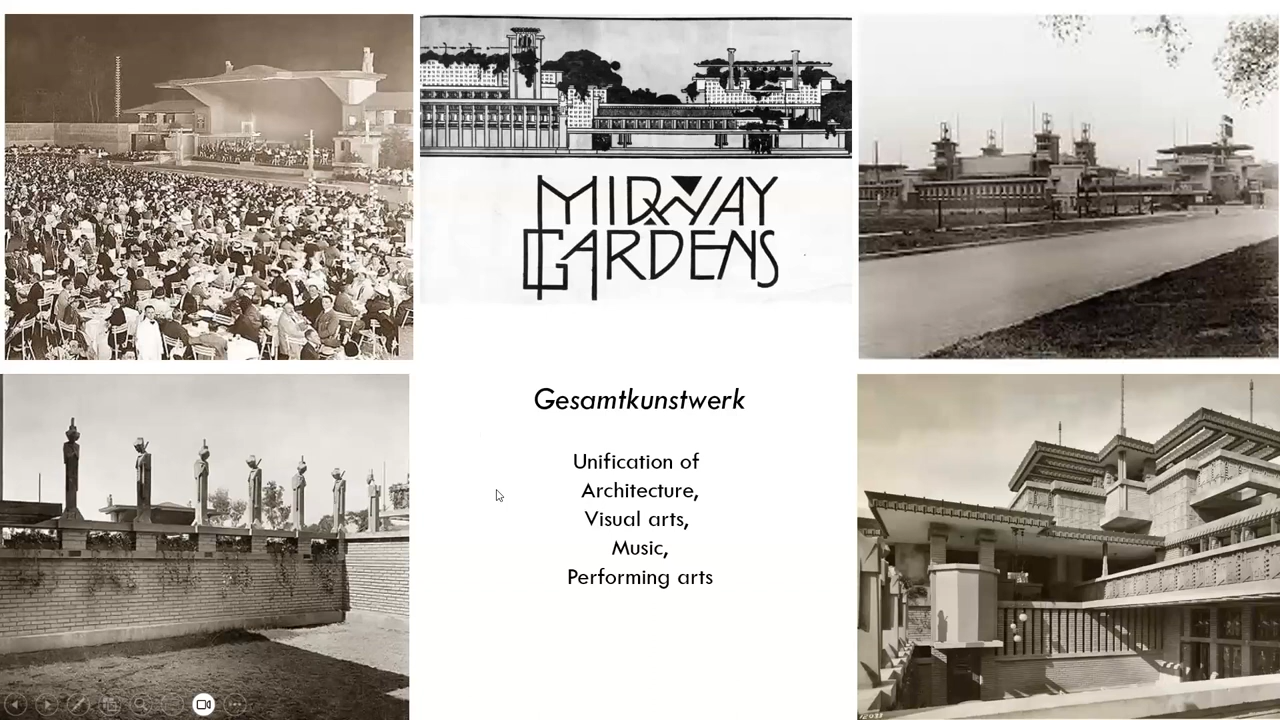 MIDWAY
GARDENS
Gesamtkunstwerk
Unification of
Architecture,
Visual arts,
Music,
Performing arts